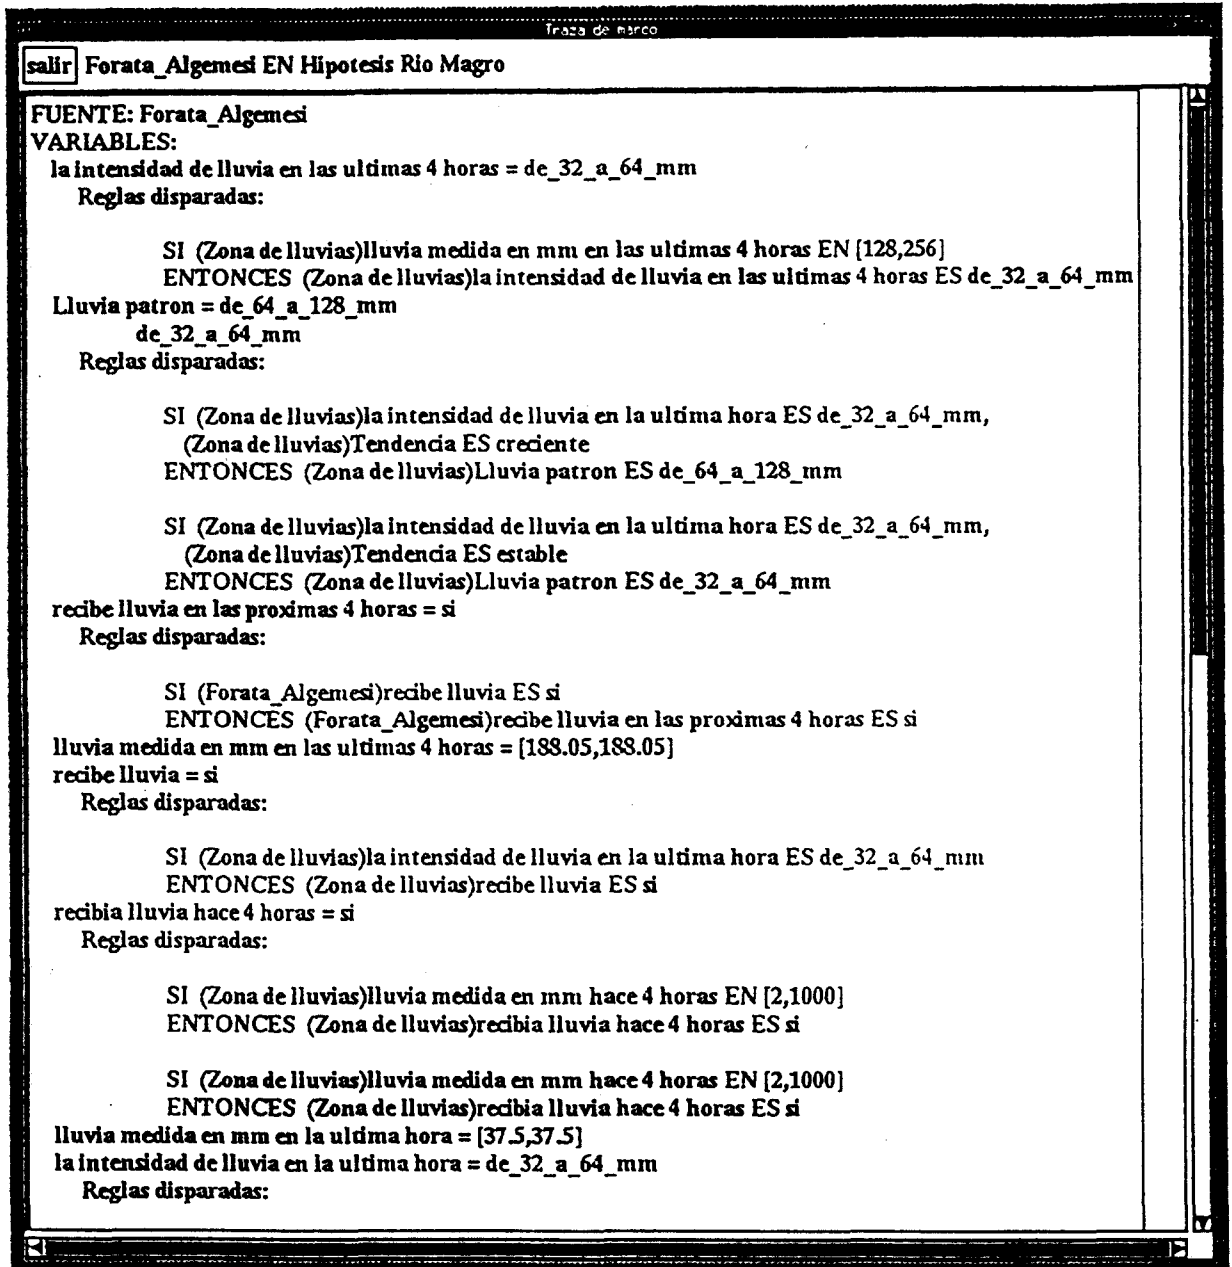 Traza de marco
salir Forata_Algemesi EN Hipotesis Rio Magro
FUENTE: Forata_Algemesi
VARIABLES:
la intensidad de lluvia en las ultimas 4 horas = de_32_a_64_mm
Reglas disparadas:
SI (Zona de lluvias)lluvia medida en mm en las ultimas 4 horas EN [128,256]
ENTONCES (Zona de lluvias)la intensidad de lluvia en las ultimas 4 horas ES de_32_a_64_mm
Lluvia patron = de_64_a_128_mm
de_32_a_64_mm
Reglas disparadas:
SI (Zona de lluvias)la intensidad de lluvia en la ultima hora ES de_32_a_64_mm,
(Zona de lluvias)Tendencia ES creciente
ENTONCES (Zona de lluvias)Lluvia patron ES de_64_a_128_mm
SI (Zona de lluvias)la intensidad de lluvia en la ultima hora ES de_32_a_64_mm,
(Zona de lluvias)Tendencia ES estable
ENTONCES (Zona de lluvias)Lluvia patron ES de_32_a_64_mm
recibe lluvia en las proximas 4 horas = si
Reglas disparadas:
SI (Forata_Algemesi)recibe lluvia ES si
ENTONCES (Forata_Algemesi)recibe lluvia en las proximas 4 horas ES si
lluvia medida en mm en las ultimas 4 horas = [188.05,188.05]
recibe lluvia = si
Reglas disparadas:
SI (Zona de lluvias)la intensidad de lluvia en la ultima hora ES de_32_a_64_mm
ENTONCES (Zona de lluvias)recibe lluvia ES si
recibia lluvia hace 4 horas = si
Reglas disparadas:
SI (Zona de lluvias)lluvia medida en mm hace 4 horas EN [2,1000]
ENTONCES (Zona de lluvias)recibia lluvia hace 4 horas ES si
SI (Zona de lluvias)lluvia medida en mm hace 4 horas EN [2,1000]
ENTONCES (Zona de lluvias)recibia lluvia hace 4 horas ES si
lluvia medida en mm en la ultima hora = [37.5,37.5]
la intensidad de lluvia en la ultima hora = de_32_a_64_mm
Reglas disparadas: